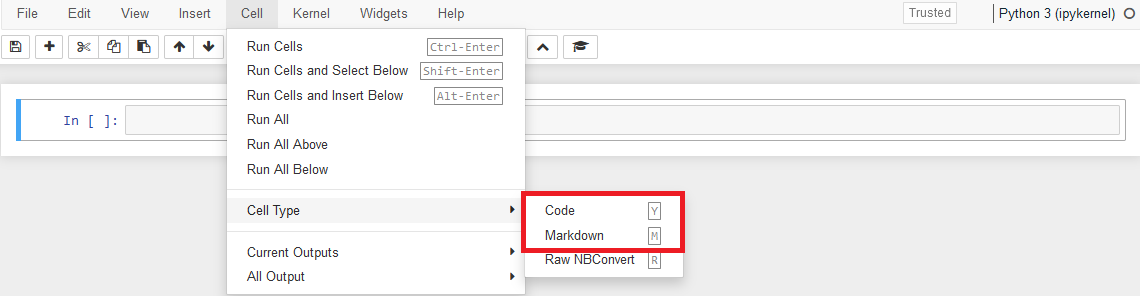 File Edit View Insert Cell Kernel Widgets Help Trusted Python 3 (ipykernel)
Run Cells Ctrl-Enter
Run Cells and Select Below Shift-Enter
Run Cells and Insert Below Alt-Enter
In [ ]:
Run All
Run All Above
Run All Below
Cell Type
Code Y
Markdown M
Current Outputs
Raw NBConvert R
All Output